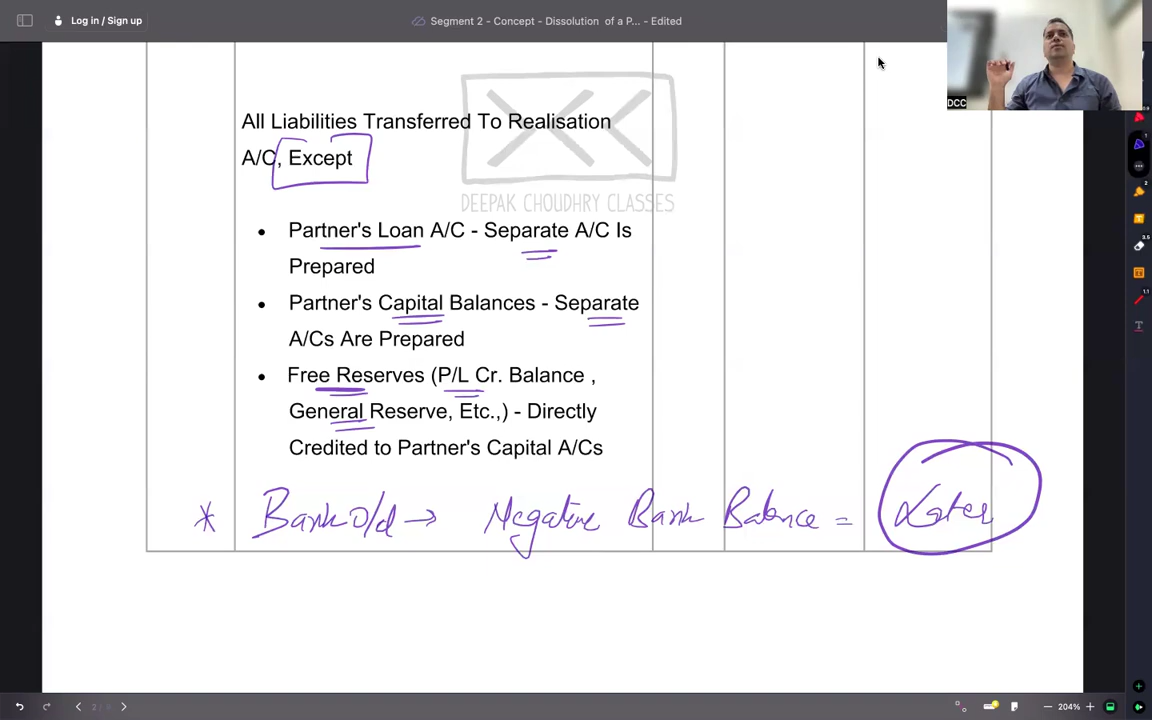 Log in / Sign up
Segment 2 - Concept - Dissolution of a P... - Edited
DCC
All Liabilities Transferred To Realisation
A/C, Except
DEEPAK CHOUDHRY CLASSES
• Partner's Loan A/C - Separate A/C Is
Prepared
• Partner's Capital Balances - Separate
A/Cs Are Prepared
• Free Reserves (P/L Cr. Balance ,
General Reserve, Etc.,) - Directly
Credited to Partner's Capital A/Cs
* Bank O/d → Negative Bank Balance = Later
2
204%